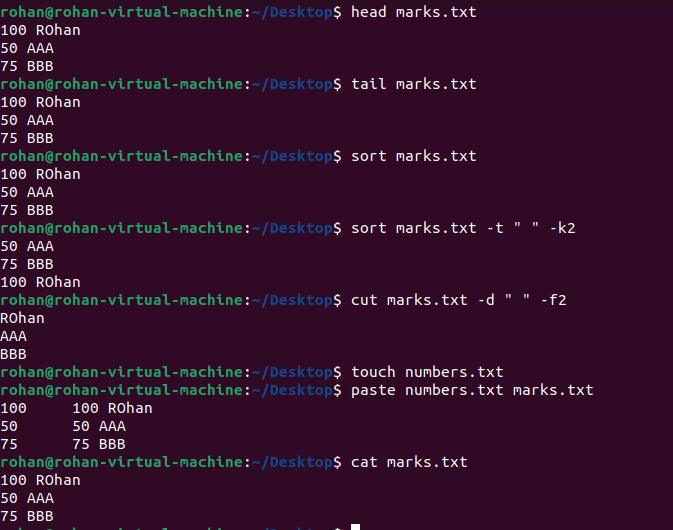 rohan@rohan-virtual-machine:~/Desktop$ head marks.txt
100 ROhan
50 AAA
75 BBB
rohan@rohan-virtual-machine:~/Desktop$ tail marks.txt
100 ROhan
50 AAA
75 BBB
rohan@rohan-virtual-machine:~/Desktop$ sort marks.txt
100 ROhan
50 AAA
75 BBB
rohan@rohan-virtual-machine:~/Desktop$ sort marks.txt -t " " -k2
50 AAA
75 BBB
100 ROhan
rohan@rohan-virtual-machine:~/Desktop$ cut marks.txt -d " " -f2
ROhan
AAA
BBB
rohan@rohan-virtual-machine:~/Desktop$ touch numbers.txt
rohan@rohan-virtual-machine:~/Desktop$ paste numbers.txt marks.txt
100     100 ROhan
50      50 AAA
75      75 BBB
rohan@rohan-virtual-machine:~/Desktop$ cat marks.txt
100 ROhan
50 AAA
75 BBB